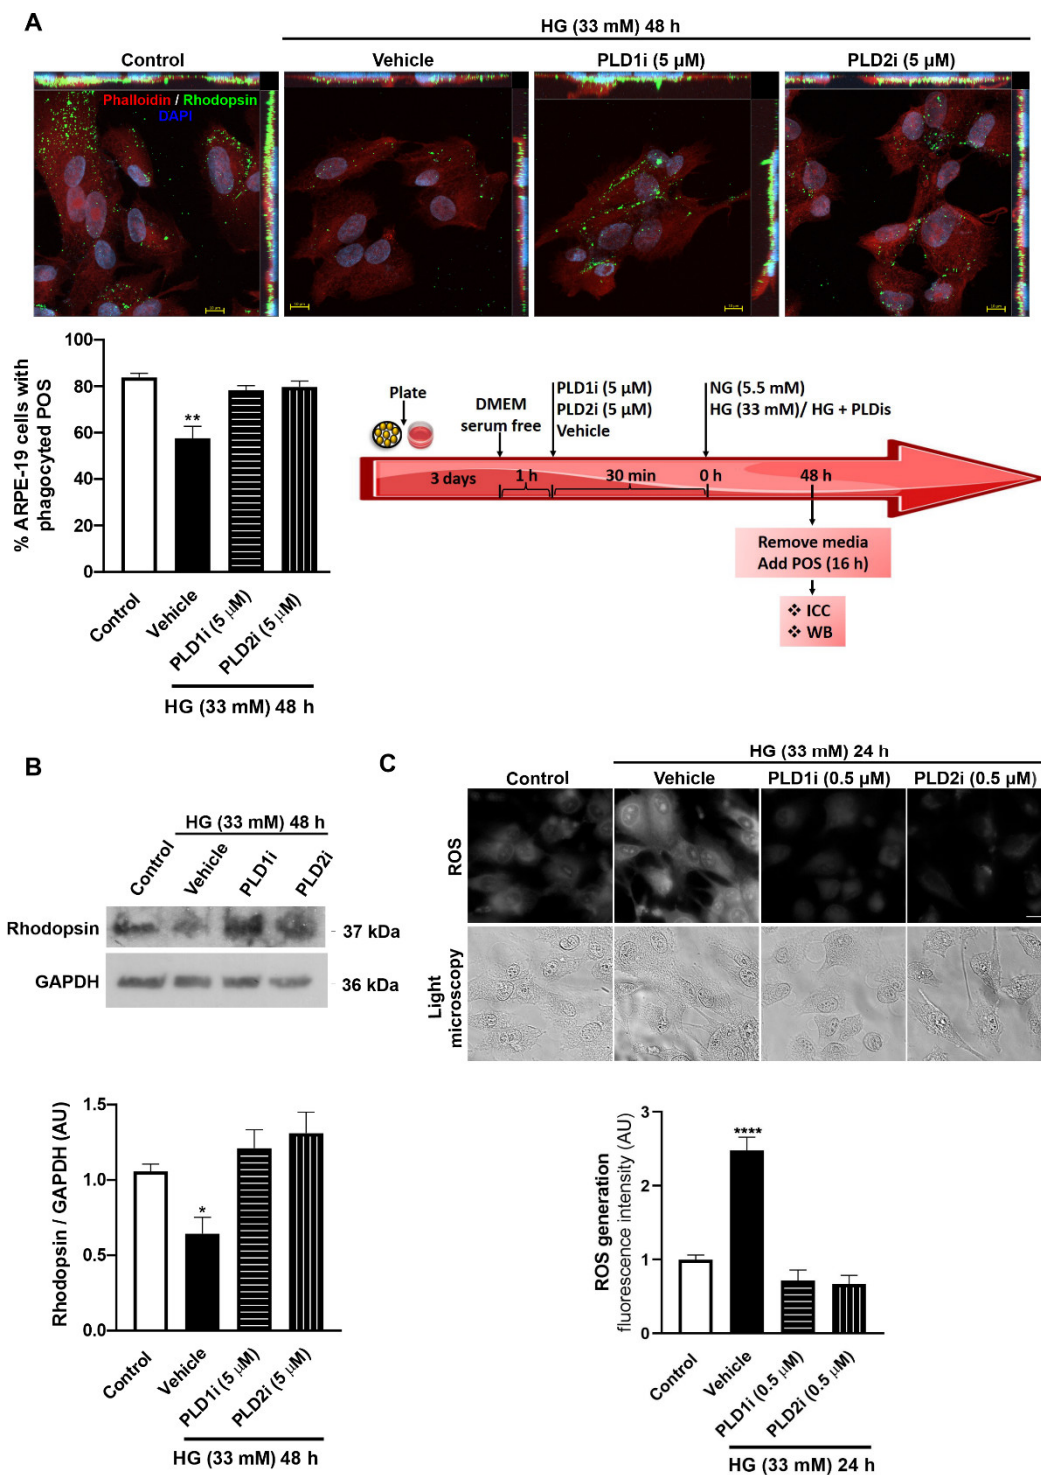 A
HG (33 mM) 48 h
Control
Vehicle
PLD1i (5 µM)
PLD2i (5 µM)
Phalloidin / Rhodopsin
DAPI
% ARPE-19 cells with
phagocyted POS
100
80
60
40
20
0
**
Control
Vehicle
PLD1i (5 µM)
PLD2i (5 µM)
HG (33 mM) 48 h
Plate
DMEM
serum free
PLD1i (5 µM)
PLD2i (5 µM)
Vehicle
NG (5.5 mM)
HG (33 mM)/ HG + PLDis
3 days
1 h
30 min
0 h
48 h
Remove media
Add POS (16 h)
❖ ICC
❖ WB
B
HG (33 mM) 48 h
Control
Vehicle
PLD1i
PLD2i
Rhodopsin
- 37 kDa
GAPDH
- 36 kDa
Rhodopsin / GAPDH (AU)
1.5
1.0
0.5
0.0
*
Control
Vehicle
PLD1i (5 µM)
PLD2i (5 µM)
HG (33 mM) 48 h
C
HG (33 mM) 24 h
Control
Vehicle
PLD1i (0.5 µM)
PLD2i (0.5 µM)
ROS
Light
microscopy
ROS generation
fluorescence intensity (AU)
3
2
1
0
****
Control
Vehicle
PLD1i (0.5 µM)
PLD2i (0.5 µM)
HG (33 mM) 24 h